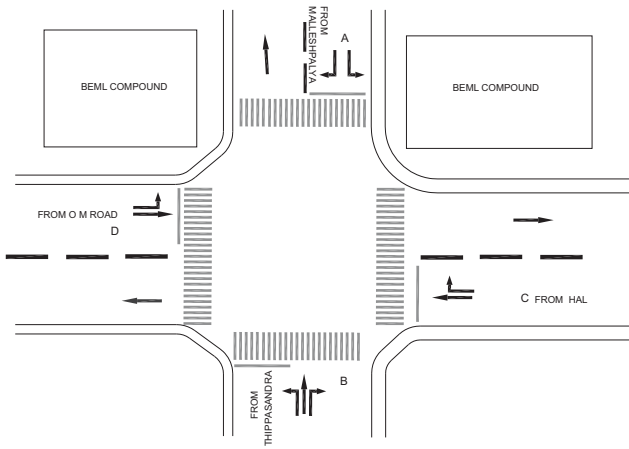 FROM
MALLESHPALYA
A
BEML COMPOUND
BEML COMPOUND
FROM O M ROAD
D
C FROM HAL
B
FROM
THIPPASANDRA